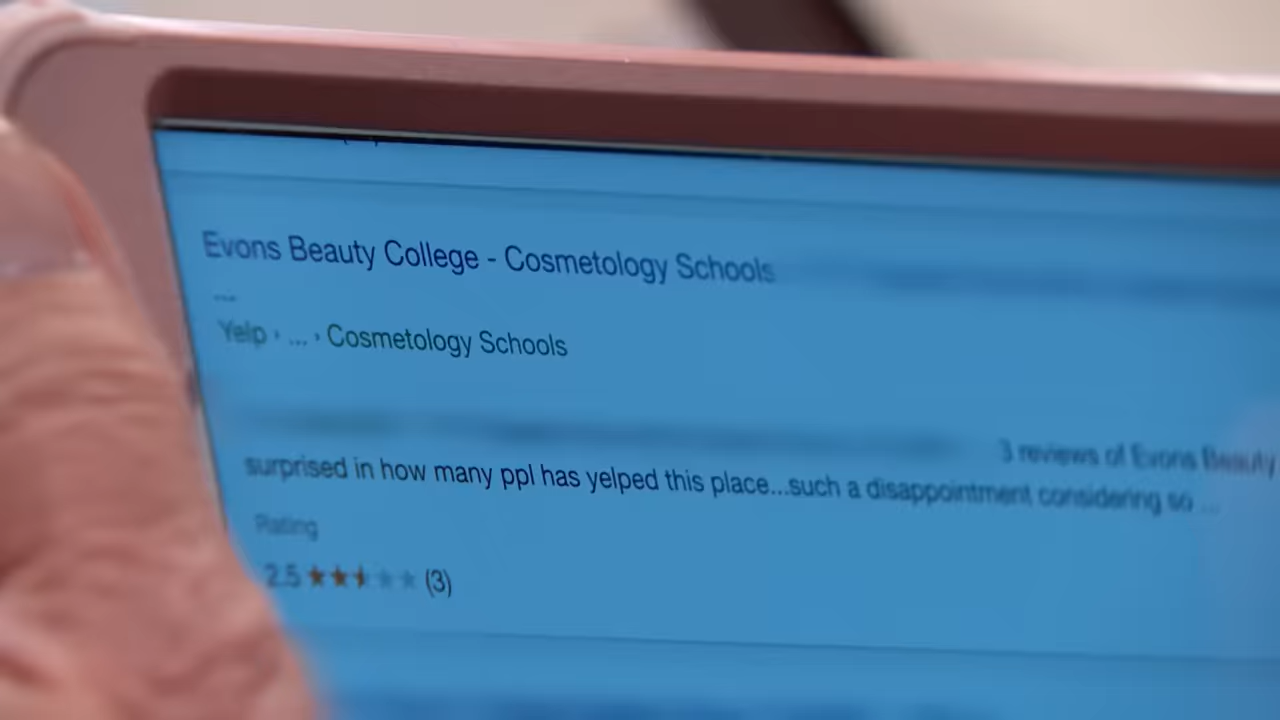 Evons Beauty College - Cosmetology Schools
...
Yelp › ... › Cosmetology Schools
3 reviews of Evons Beauty
surprised in how many ppl has yelped this place...such a disappointment considering so ...
Rating
2.5 ★★★★★ (3)